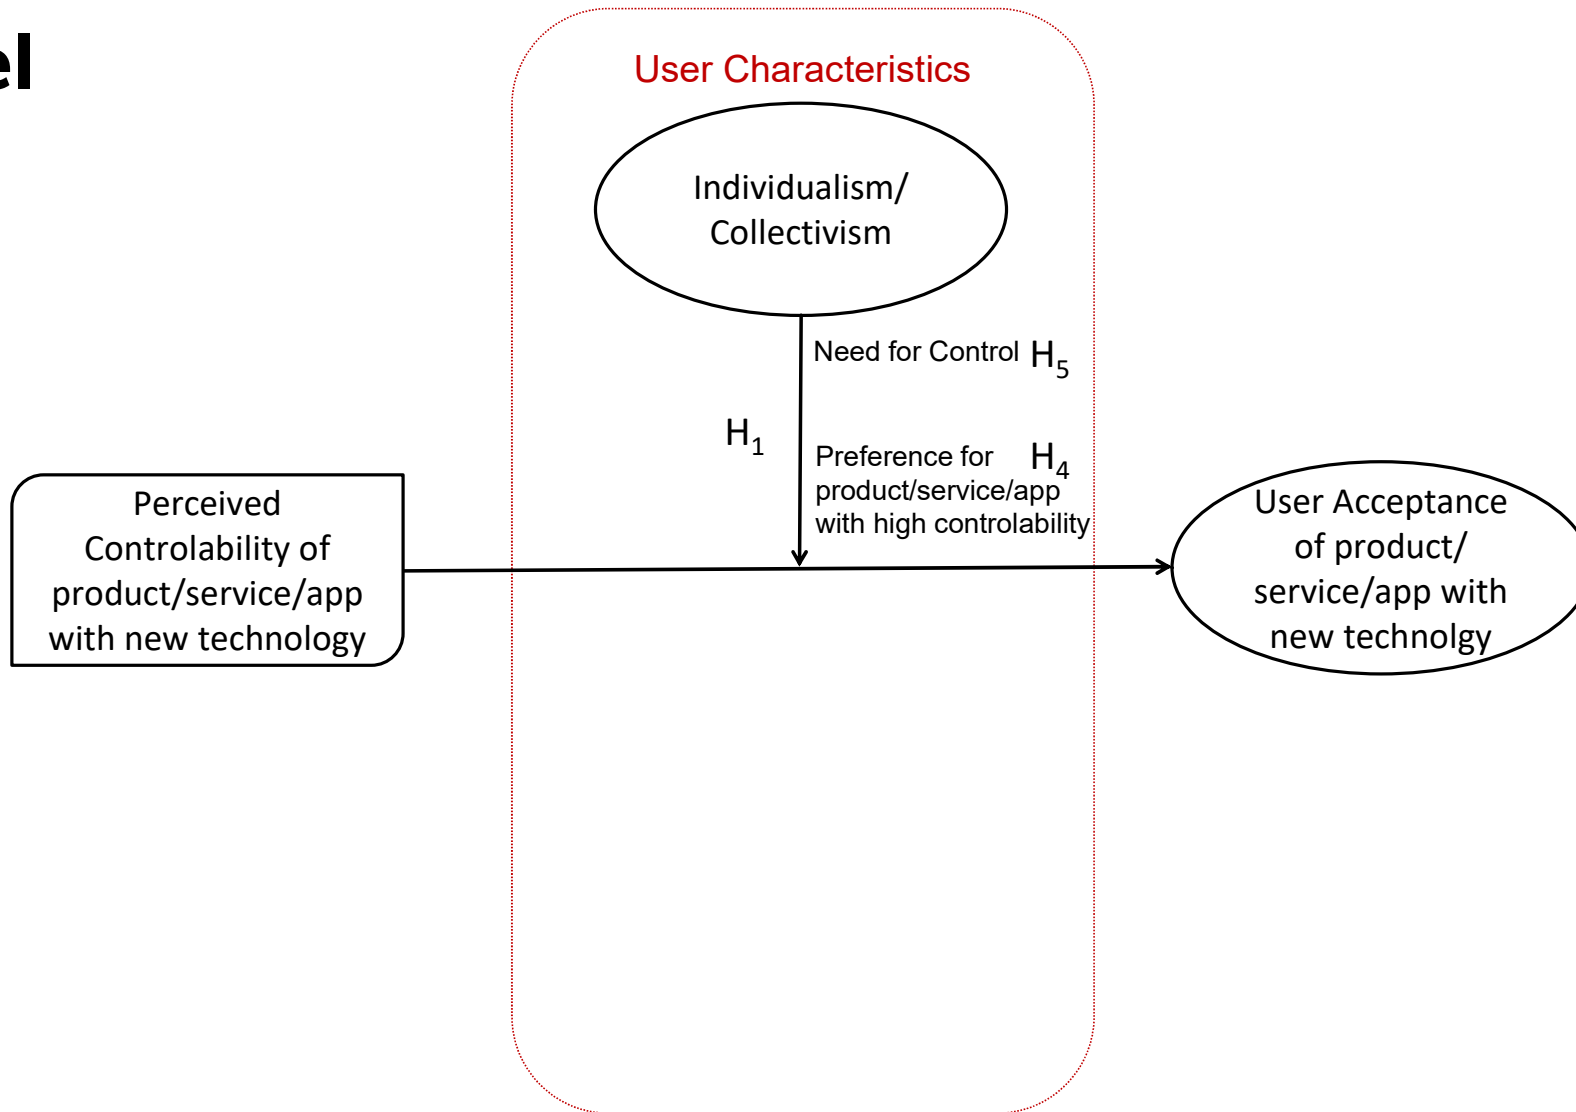 el
User Characteristics
Individualism/
Collectivism
Need for Control H₅
H₁
Preference for H₄
product/service/app
with high controlability
Perceived
Controlability of
product/service/app
with new technology
User Acceptance
of product/
service/app with
new technolgy